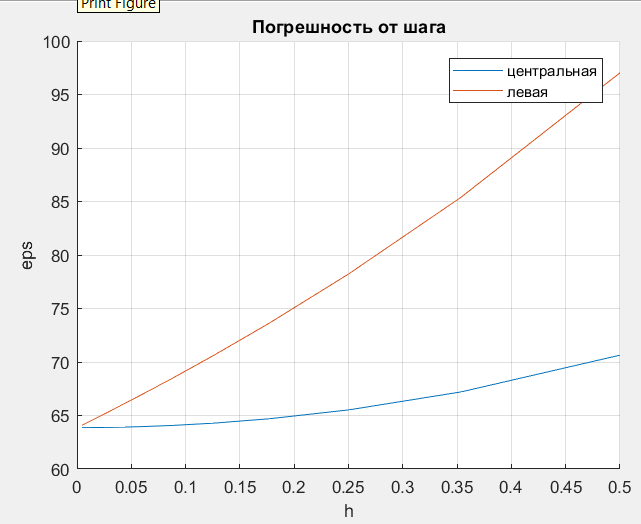 Print Figure
Погрешность от шага
центральная
левая
100
95
90
85
80
75
70
65
60
eps
0 0.05 0.1 0.15 0.2 0.25 0.3 0.35 0.4 0.45 0.5
h